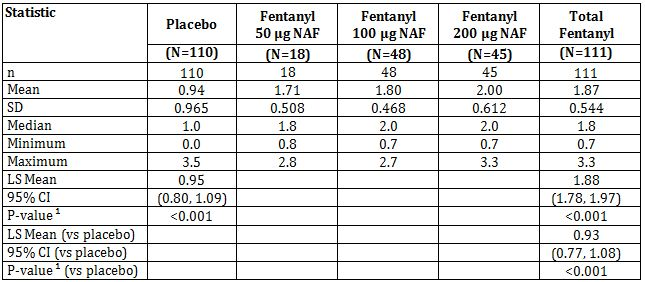 Statistic Placebo Fentanyl 50 µg NAF Fentanyl 100 µg NAF Fentanyl 200 µg NAF Total Fentanyl
(N=110) (N=18) (N=48) (N=45) (N=111)
n 110 18 48 45 111
Mean 0.94 1.71 1.80 2.00 1.87
SD 0.965 0.508 0.468 0.612 0.544
Median 1.0 1.8 2.0 2.0 1.8
Minimum 0.0 0.8 0.7 0.7 0.7
Maximum 3.5 2.8 2.7 3.3 3.3
LS Mean 0.95 1.88
95% CI (0.80, 1.09) (1.78, 1.97)
P-value ¹ <0.001 <0.001
LS Mean (vs placebo) 0.93
95% CI (vs placebo) (0.77, 1.08)
P-value ¹ (vs placebo) <0.001